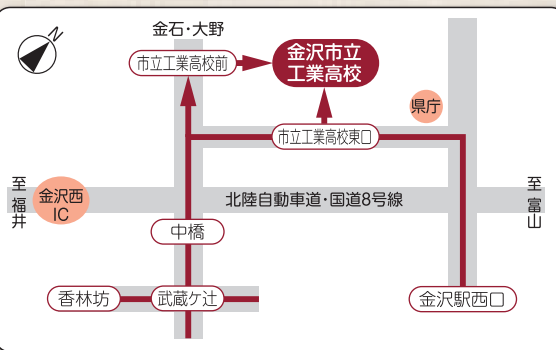 N
金石・大野
市立工業高校前
金沢市立
工業高校
県庁
市立工業高校東口
至福井
金沢西
IC
北陸自動車道・国道8号線
至富山
中橋
香林坊
武蔵ケ辻
金沢駅西口